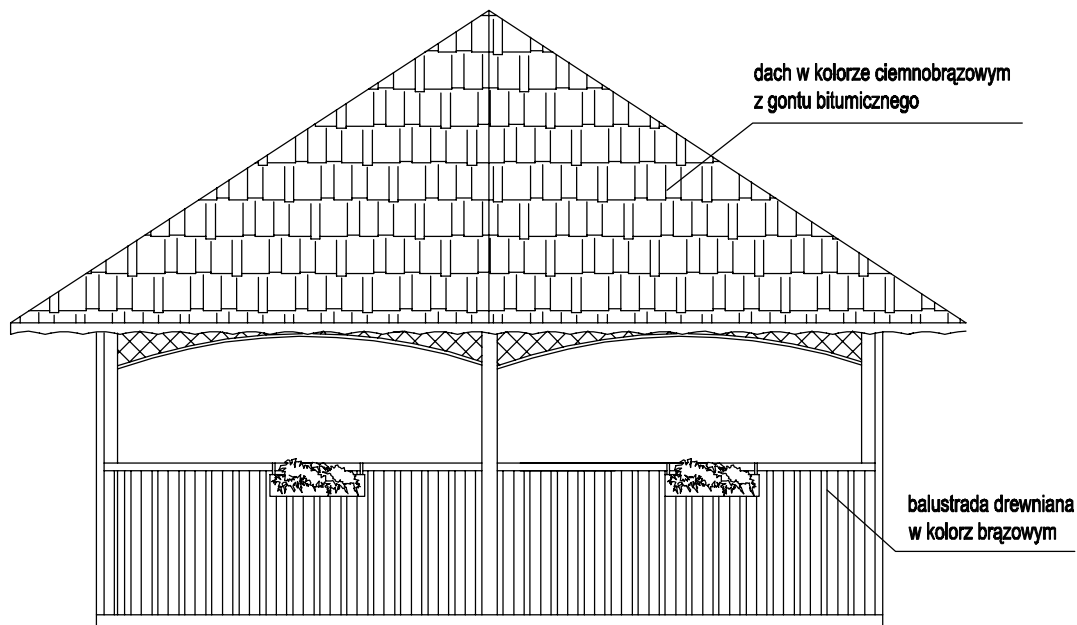 dach w kolorze ciemnobrązowym
z gontu bitumicznego
balustrada drewniana
w kolorz brązowym